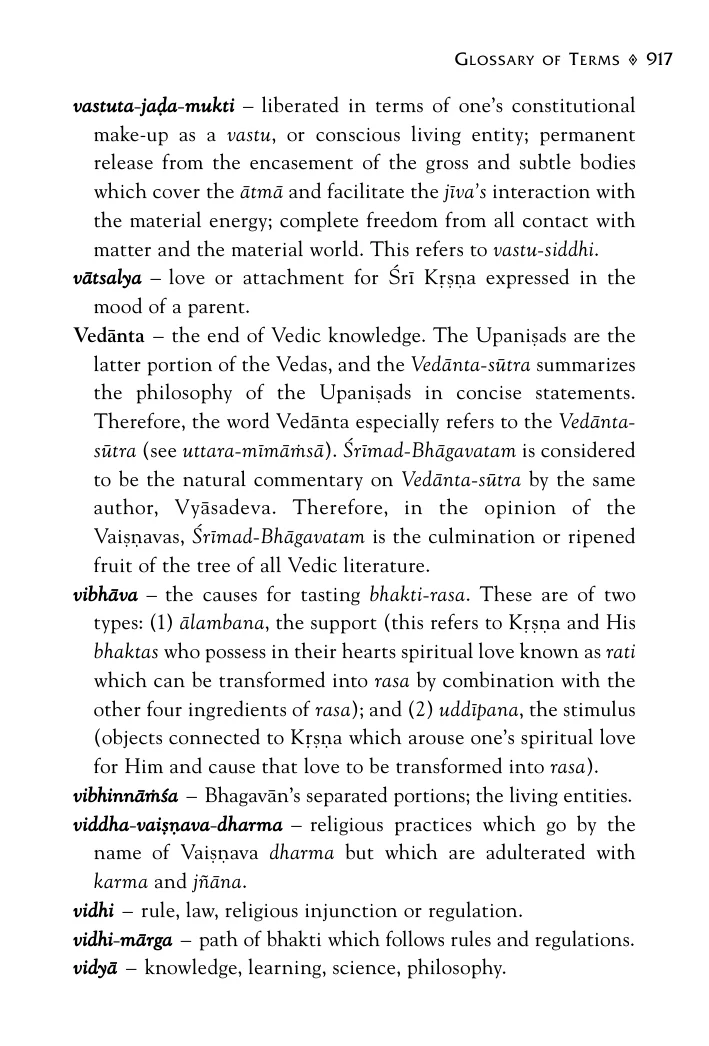 Glossary of Terms ◈ 917
vastuta-jaḍa-mukti – liberated in terms of one’s constitutional
make-up as a vastu, or conscious living entity; permanent
release from the encasement of the gross and subtle bodies
which cover the ātmā and facilitate the jīva’s interaction with
the material energy; complete freedom from all contact with
matter and the material world. This refers to vastu-siddhi.
vātsalya – love or attachment for Śrī Kṛṣṇa expressed in the
mood of a parent.
Vedānta – the end of Vedic knowledge. The Upaniṣads are the
latter portion of the Vedas, and the Vedānta-sūtra summarizes
the philosophy of the Upaniṣads in concise statements.
Therefore, the word Vedānta especially refers to the Vedānta-
sūtra (see uttara-mīmāṁsā). Śrīmad-Bhāgavatam is considered
to be the natural commentary on Vedānta-sūtra by the same
author, Vyāsadeva. Therefore, in the opinion of the
Vaiṣṇavas, Śrīmad-Bhāgavatam is the culmination or ripened
fruit of the tree of all Vedic literature.
vibhāva – the causes for tasting bhakti-rasa. These are of two
types: (1) ālambana, the support (this refers to Kṛṣṇa and His
bhaktas who possess in their hearts spiritual love known as rati
which can be transformed into rasa by combination with the
other four ingredients of rasa); and (2) uddīpana, the stimulus
(objects connected to Kṛṣṇa which arouse one’s spiritual love
for Him and cause that love to be transformed into rasa).
vibhinnāṁśa – Bhagavān’s separated portions; the living entities.
viddha-vaiṣṇava-dharma – religious practices which go by the
name of Vaiṣṇava dharma but which are adulterated with
karma and jñāna.
vidhi – rule, law, religious injunction or regulation.
vidhi-mārga – path of bhakti which follows rules and regulations.
vidyā – knowledge, learning, science, philosophy.